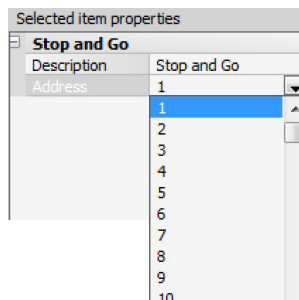 Selected item properties
Stop and Go
Description Stop and Go
Address 1
1
2
3
4
5
6
7
8
9
10